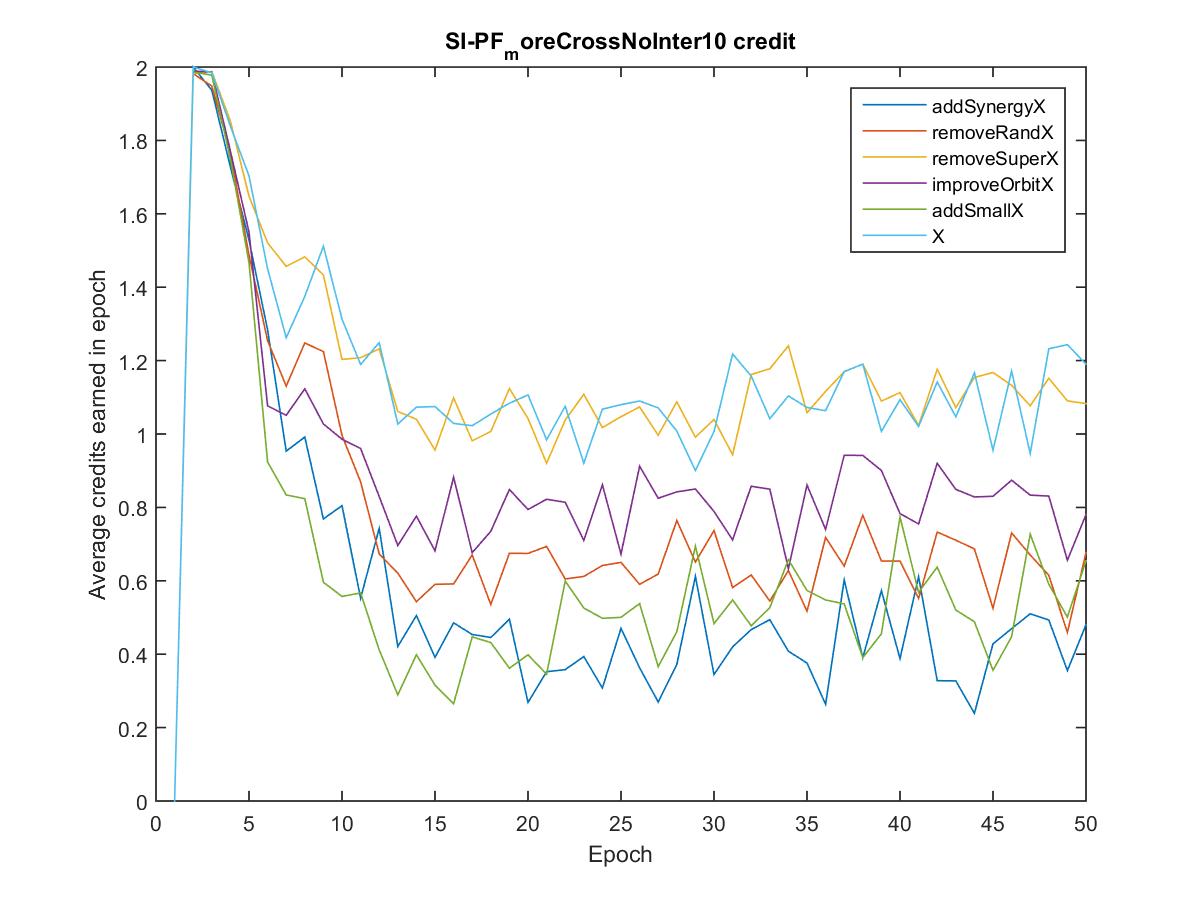 SI-PFmoreCrossNoInter10 credit
addSynergyX
removeRandX
removeSuperX
improveOrbitX
addSmallX
X
Average credits earned in epoch
2
1.8
1.6
1.4
1.2
1
0.8
0.6
0.4
0.2
0
0 5 10 15 20 25 30 35 40 45 50
Epoch